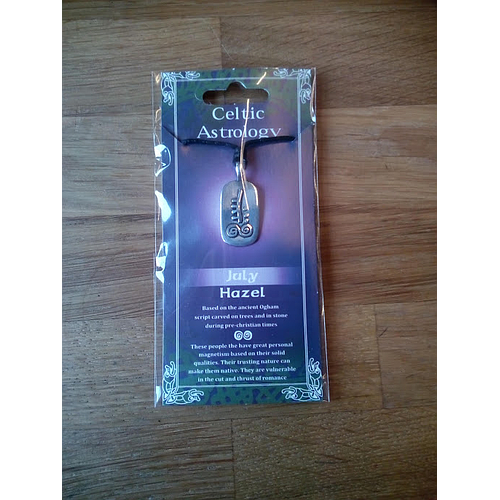 Celtic
Astrology
July
Hazel
Based on the ancient Ogham
script carved on trees and in stone
during pre-christian times
These people the have great personal
magnetism based on their solid
qualities. Their trusting nature can
make them native. They are vulnerable
in the cut and thrust of romance